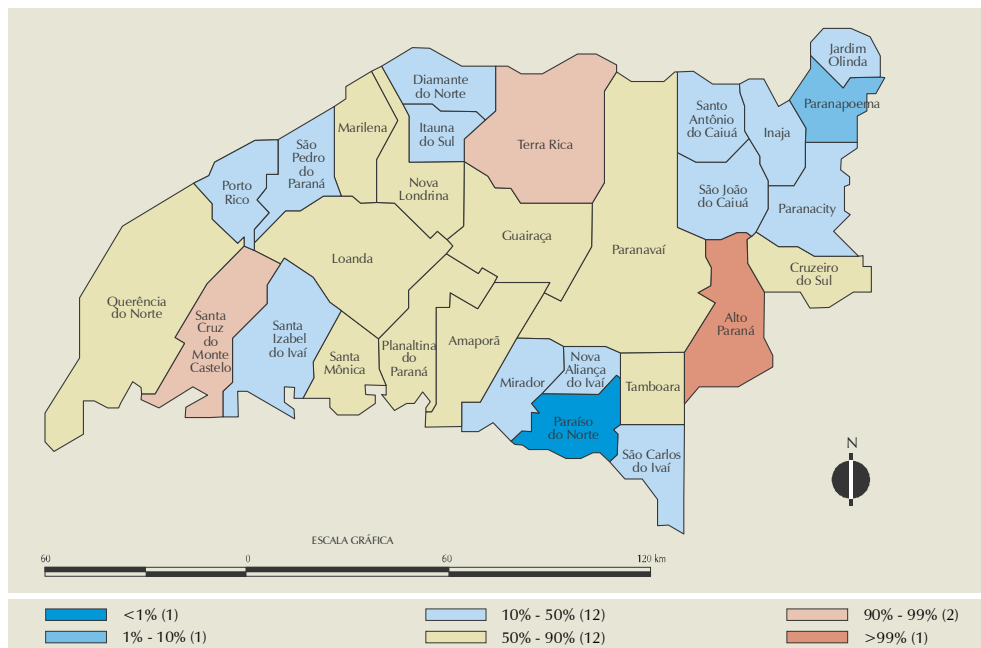 Jardim
Olinda
Diamante
do Norte
Paranapoema
Santo
Antônio
do Caiuá
Marilena
Itauna
do Sul
Inaja
Terra Rica
São
Pedro
do
Paraná
Porto
Rico
Nova
Londrina
São João
do Caiuá
Paranacity
Guairaça
Paranavaí
Loanda
Cruzeiro
do Sul
Querência
do Norte
Santa
Cruz
do
Monte
Castelo
Santa
Izabel
do Ivaí
Alto
Paraná
Amaporã
Planaltina
do
Paraná
Santa
Mônica
Nova
Aliança
do Ivaí
Mirador
Tamboara
Paraíso
do Norte
São Carlos
do Ivaí
N
ESCALA GRÁFICA
60 0 60 120 km
<1% (1) 10% - 50% (12) 90% - 99% (2)
1% - 10% (1) 50% - 90% (12) >99% (1)